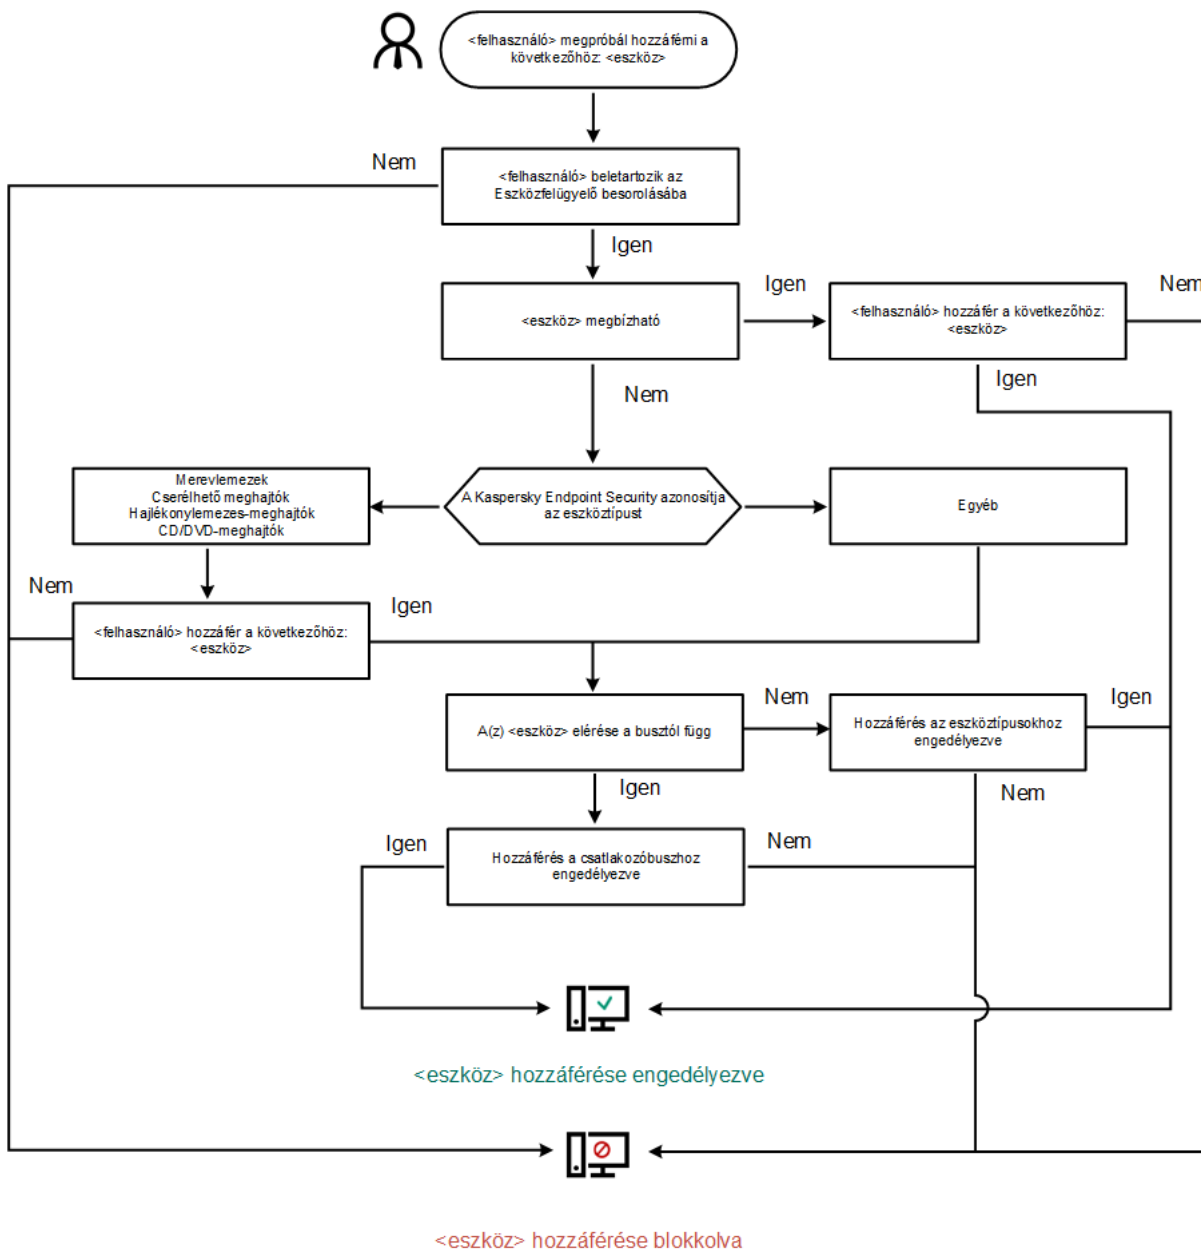 <felhasználó> megpróbál hozzáférni a
következőhöz: <eszköz>
Nem
<felhasználó> beletartozik az
Eszközfelügyelő besorolásába
Igen
Igen
Nem
<eszköz> megbízható
<felhasználó> hozzáfér a következőhöz:
<eszköz>
Igen
Nem
Merevlemezek
Cserélhető meghajtók
Hajlékonylemezes-meghajtók
CD/DVD-meghajtók
A Kaspersky Endpoint Security azonosítja
az eszköztípust
Egyéb
Nem
Igen
<felhasználó> hozzáfér a következőhöz:
<eszköz>
Nem
Igen
A(z) <eszköz> elérése a busztól függ
Hozzáférés az eszköztípusokhoz
engedélyezve
Igen
Nem
Igen
Nem
Hozzáférés a csatlakozóbuszhoz
engedélyezve
<eszköz> hozzáférése engedélyezve
<eszköz> hozzáférése blokkolva